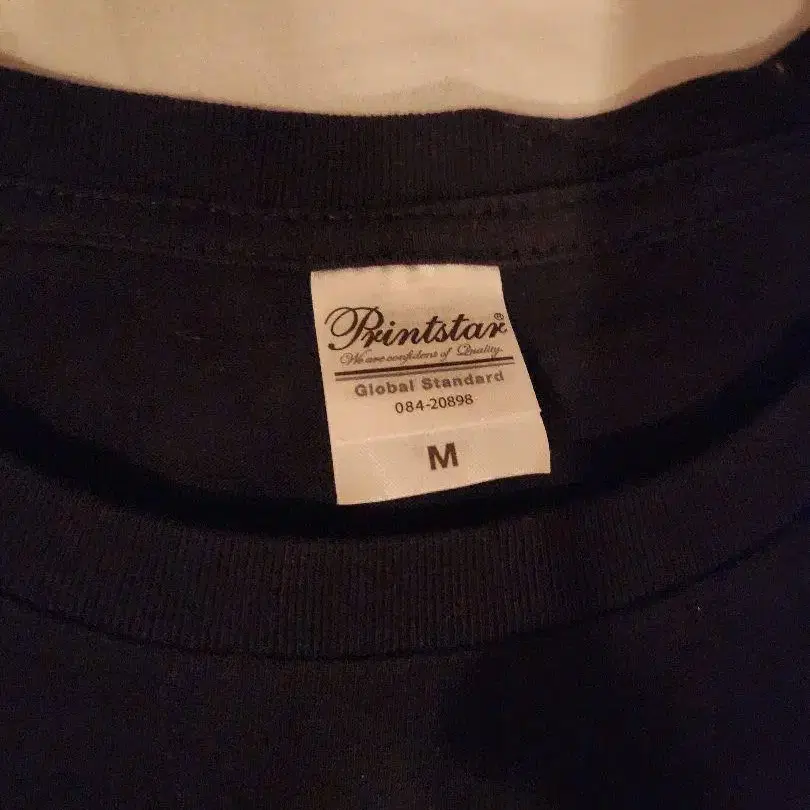 Printstar®
We are confident of Quality.
Global Standard
084-20898
M